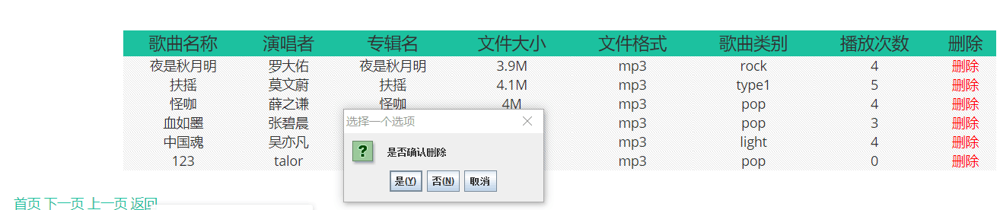 歌曲名称 演唱者 专辑名 文件大小 文件格式 歌曲类别 播放次数 删除
夜是秋月明 罗大佑 夜是秋月明 3.9M mp3 rock 4 删除
扶摇 莫文蔚 扶摇 4.1M mp3 type1 5 删除
怪咖 薛之谦 怪咖 4M mp3 pop 4 删除
血如墨 张碧晨 mp3 pop 3 删除
中国魂 吴亦凡 mp3 light 4 删除
123 talor mp3 pop 0 删除
选择一个选项
?
是否确认删除
是(Y) 否(N) 取消
首页 下一页 上一页 返回